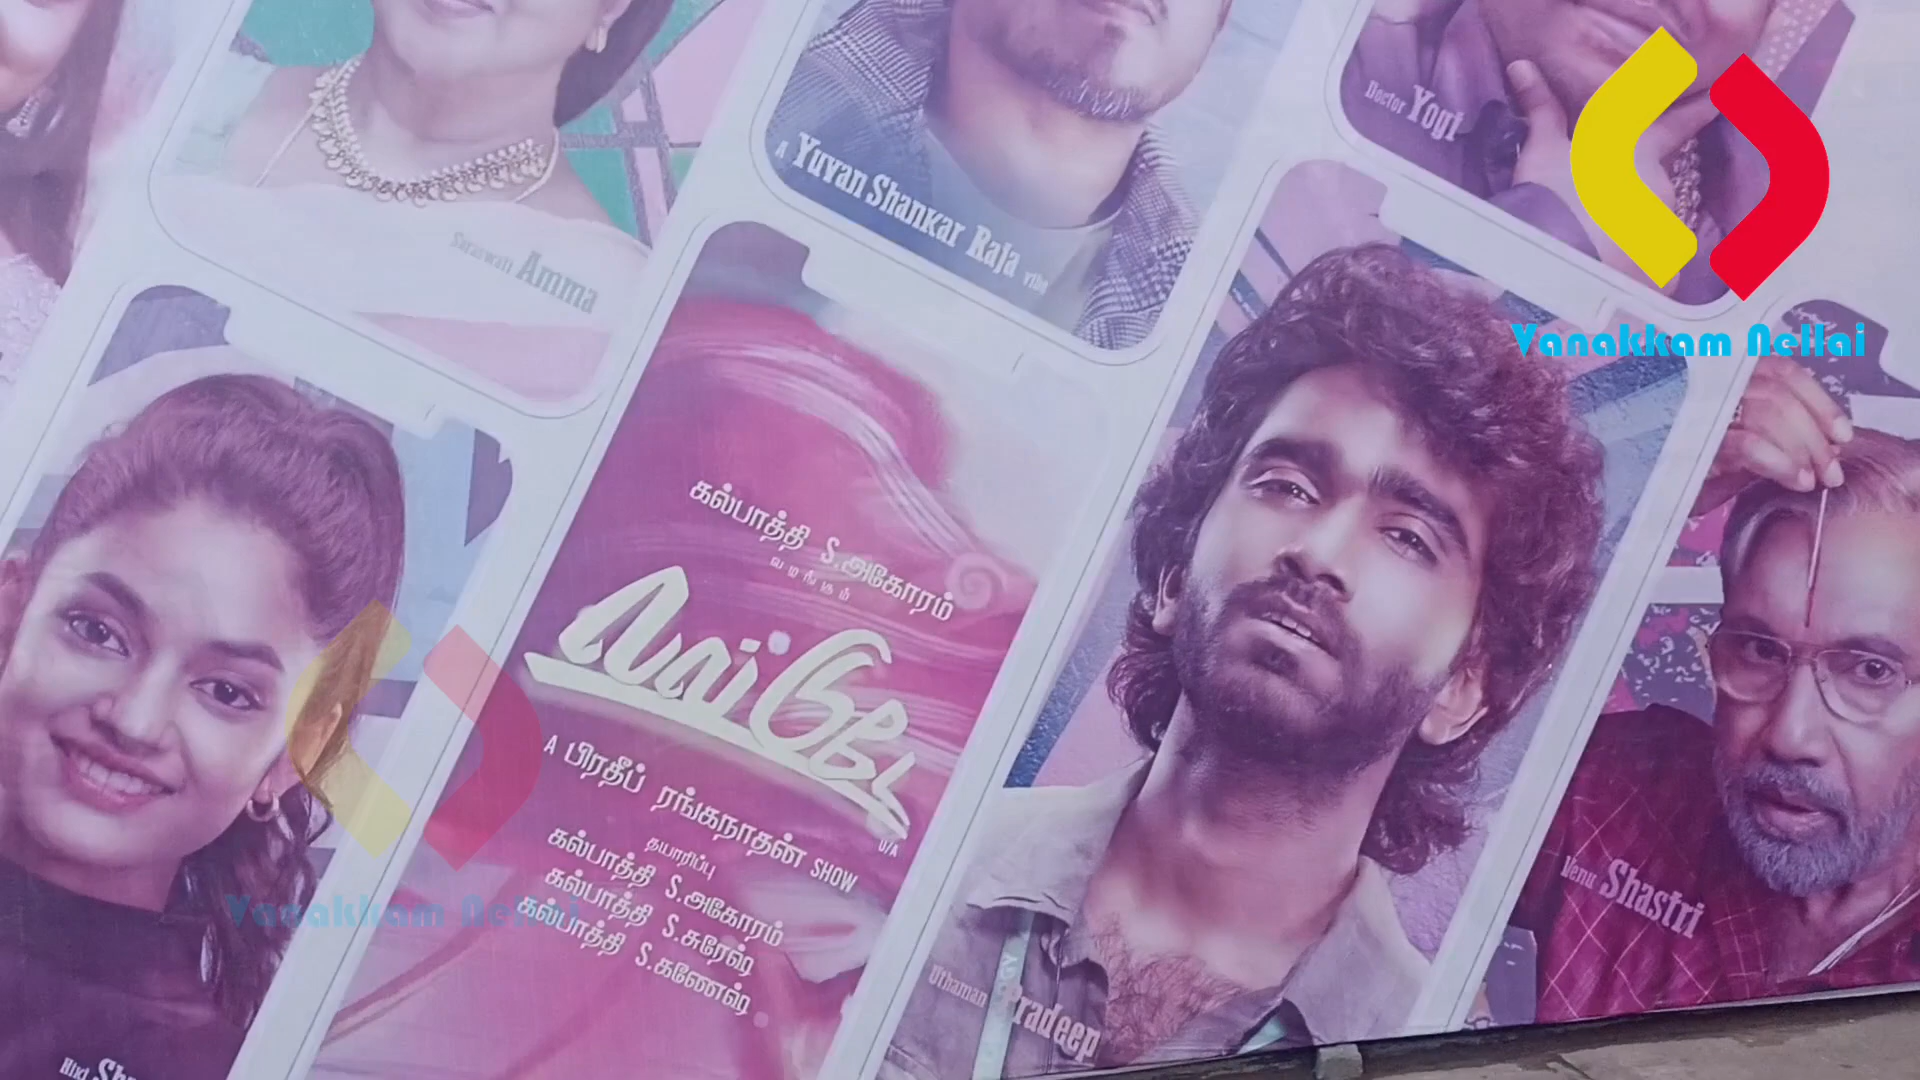 Doctor Yogi
A Yuvan Shankar Raja vibe
Saraswati Amma
Vanakkam Nellai
கல்பாத்தி S.அகோரம்
வழங்கும்
லவ் டுடே
U/A
A பிரதீப் ரங்கநாதன் SHOW
தயாரிப்பு
கல்பாத்தி S.அகோரம்
கல்பாத்தி S.சுரேஷ்
கல்பாத்தி S.கணேஷ்
Venu Shastri
Uthaman Pradeep
Vanakkam Nellai